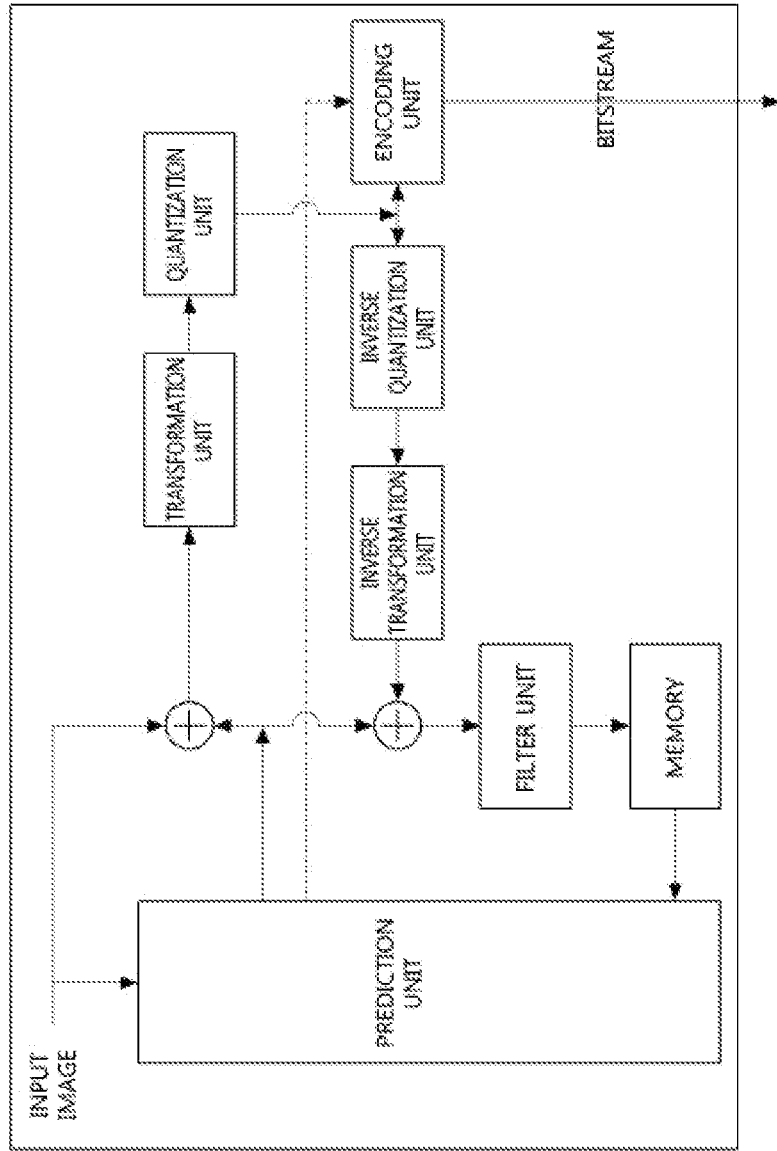 INPUT
IMAGE
TRANSFORMATION
UNIT
QUANTIZATION
UNIT
PREDICTION
UNIT
INVERSE
TRANSFORMATION
UNIT
INVERSE
QUANTIZATION
UNIT
ENCODING
UNIT
FILTER UNIT
MEMORY
BITSTREAM